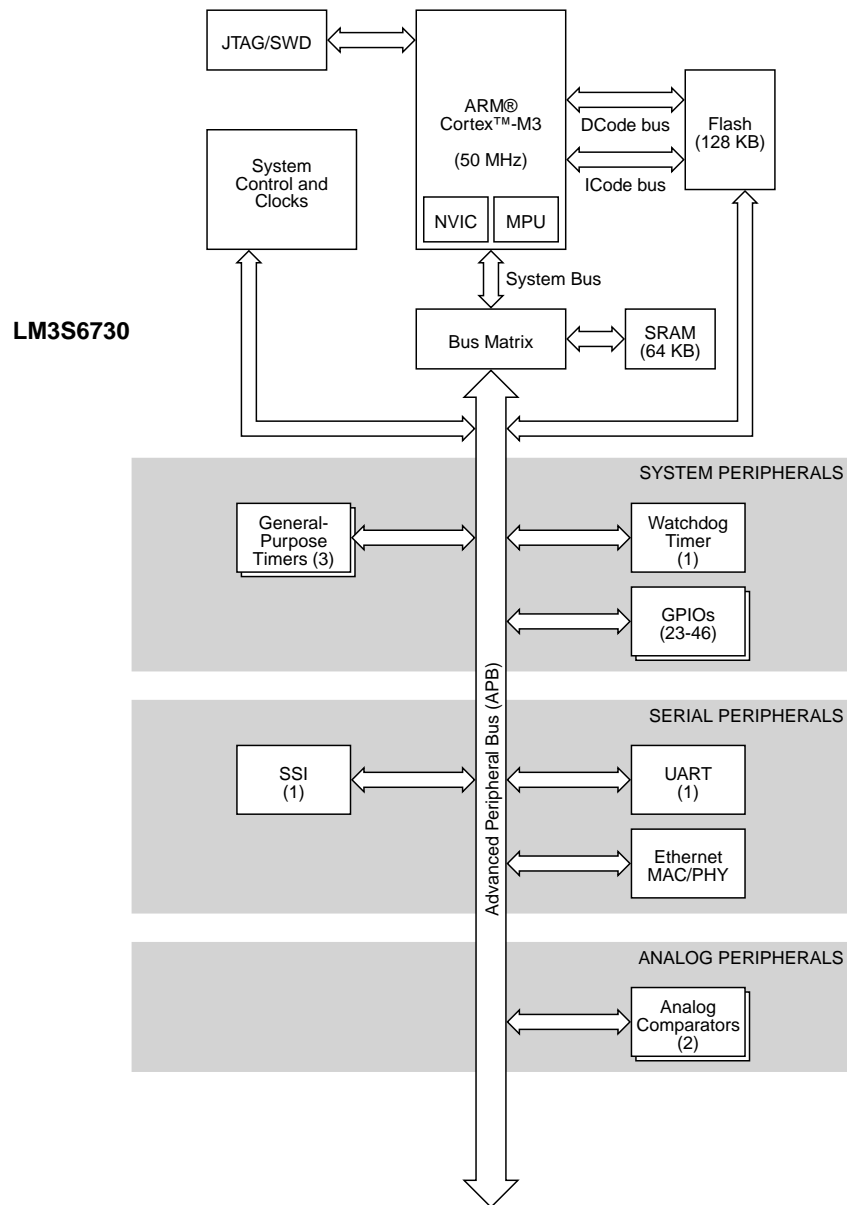 JTAG/SWD
ARM®
Cortex™-M3
(50 MHz)
NVIC
MPU
DCode bus
ICode bus
Flash
(128 KB)
System
Control and
Clocks
System Bus
LM3S6730
Bus Matrix
SRAM
(64 KB)
SYSTEM PERIPHERALS
General-
Purpose
Timers (3)
Watchdog
Timer
(1)
GPIOs
(23-46)
Advanced Peripheral Bus (APB)
SERIAL PERIPHERALS
SSI
(1)
UART
(1)
Ethernet
MAC/PHY
ANALOG PERIPHERALS
Analog
Comparators
(2)